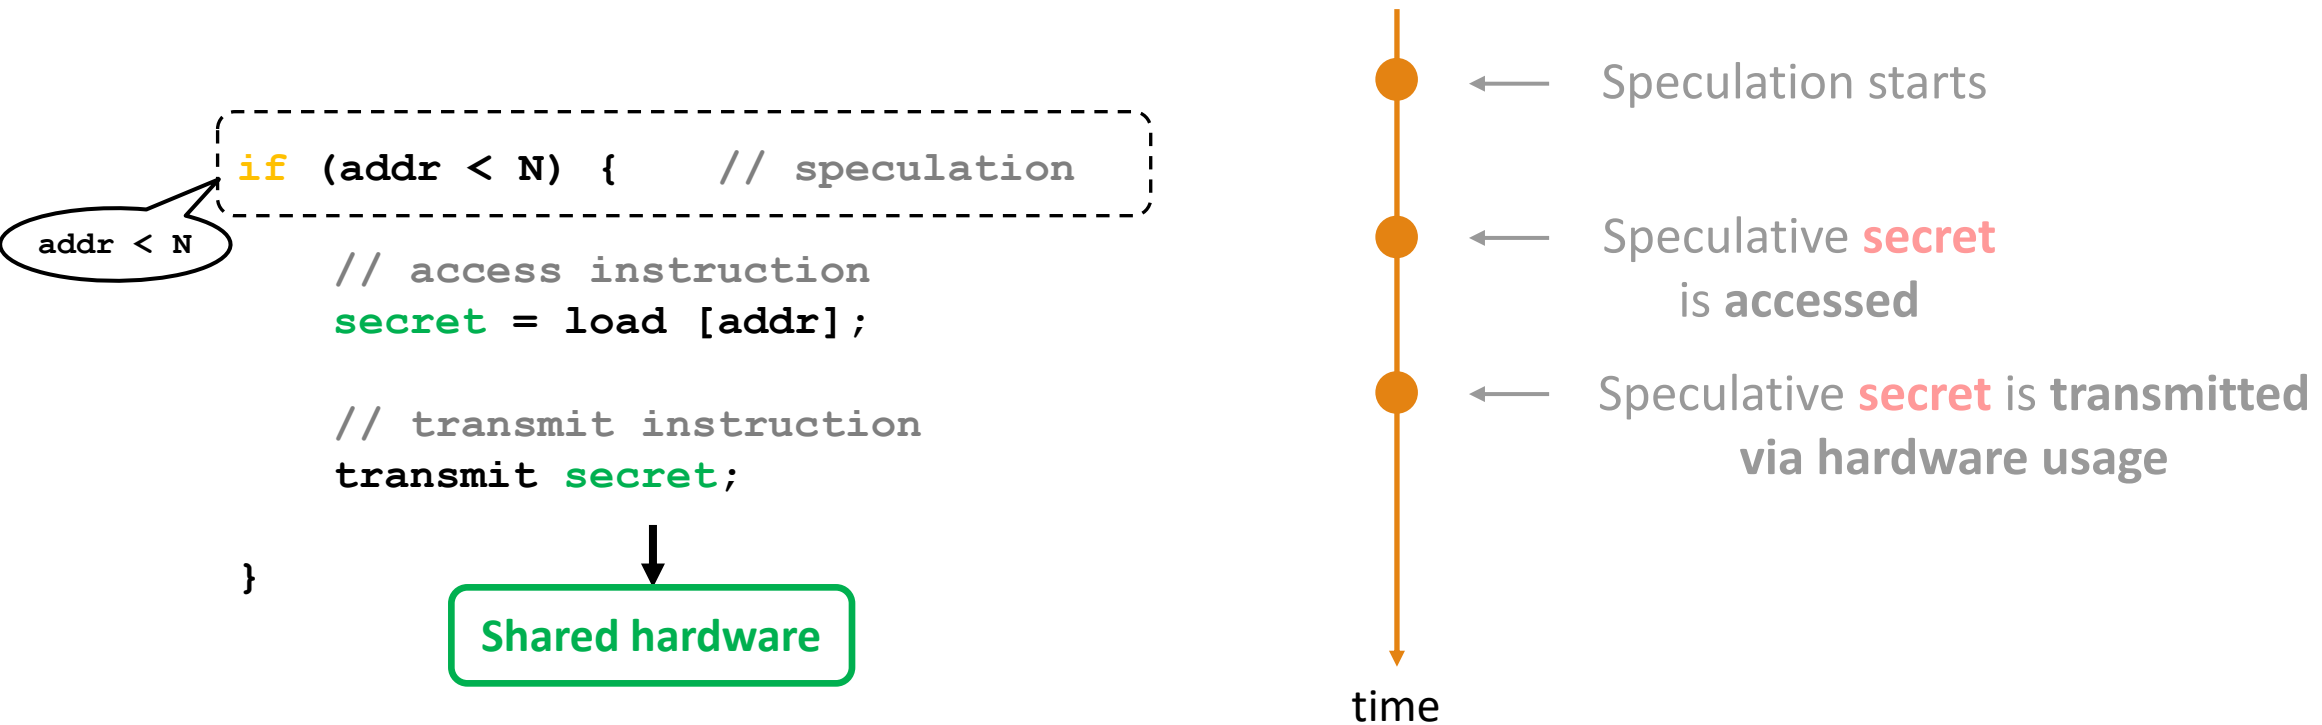 if (addr < N) { // speculation
addr < N
// access instruction
secret = load [addr];
// transmit instruction
transmit secret;
}
Shared hardware
Speculation starts
Speculative secret
is accessed
Speculative secret is transmitted
via hardware usage
time